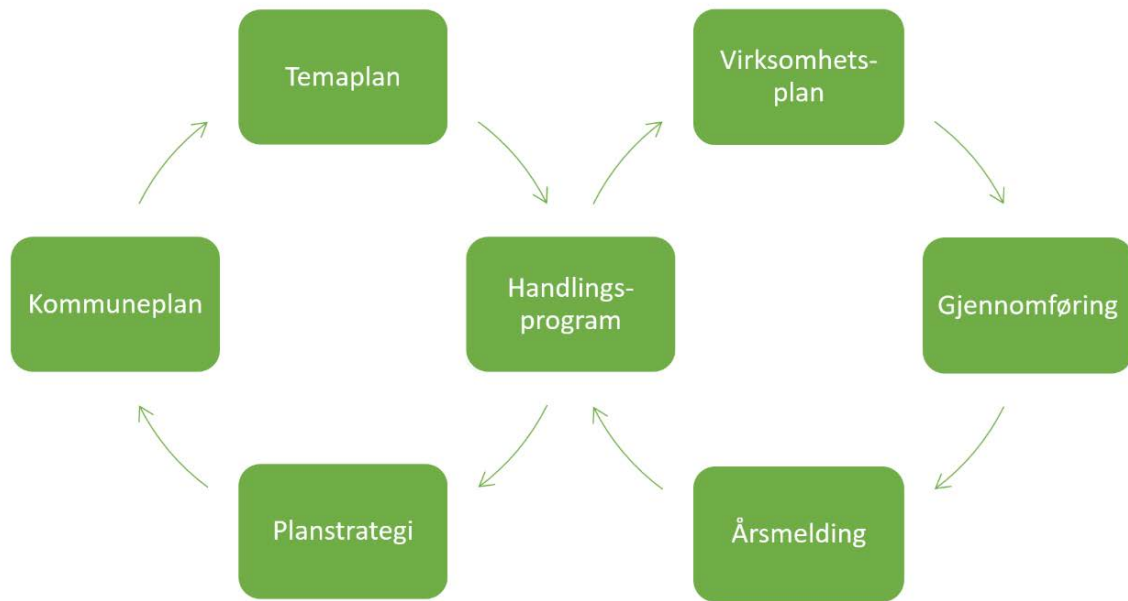 Temaplan
Virksomhets-
plan
Kommuneplan
Handlings-
program
Gjennomføring
Planstrategi
Årsmelding